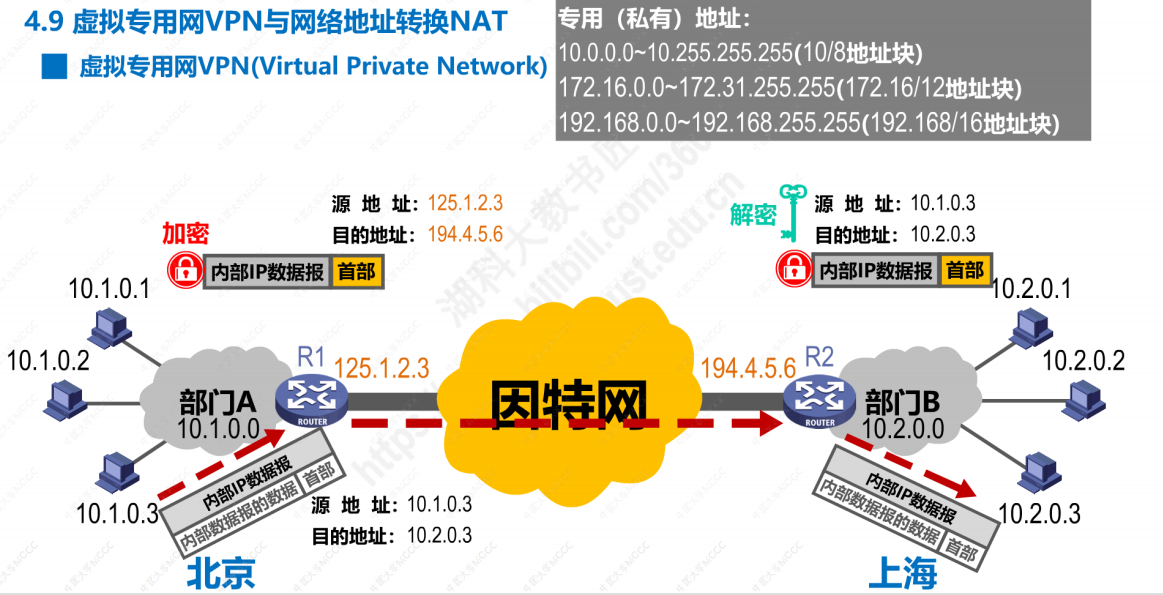 4.9 虚拟专用网VPN与网络地址转换NAT
虚拟专用网VPN(Virtual Private Network)
专用（私有）地址：
10.0.0.0~10.255.255.255(10/8地址块)
172.16.0.0~172.31.255.255(172.16/12地址块)
192.168.0.0~192.168.255.255(192.168/16地址块)
源 地 址：125.1.2.3
目的地址：194.4.5.6
加密
内部IP数据报 首部
解密
源 地 址：10.1.0.3
目的地址：10.2.0.3
内部IP数据报 首部
10.1.0.1
10.1.0.2
10.1.0.3
部门A
10.1.0.0
R1
ROUTER
125.1.2.3
因特网
194.4.5.6
R2
ROUTER
部门B
10.2.0.0
10.2.0.1
10.2.0.2
10.2.0.3
内部IP数据报
内部数据报的数据 首部
源 地 址：10.1.0.3
目的地址：10.2.0.3
内部IP数据报
内部数据报的数据 首部
北京
上海
湖科大教书匠